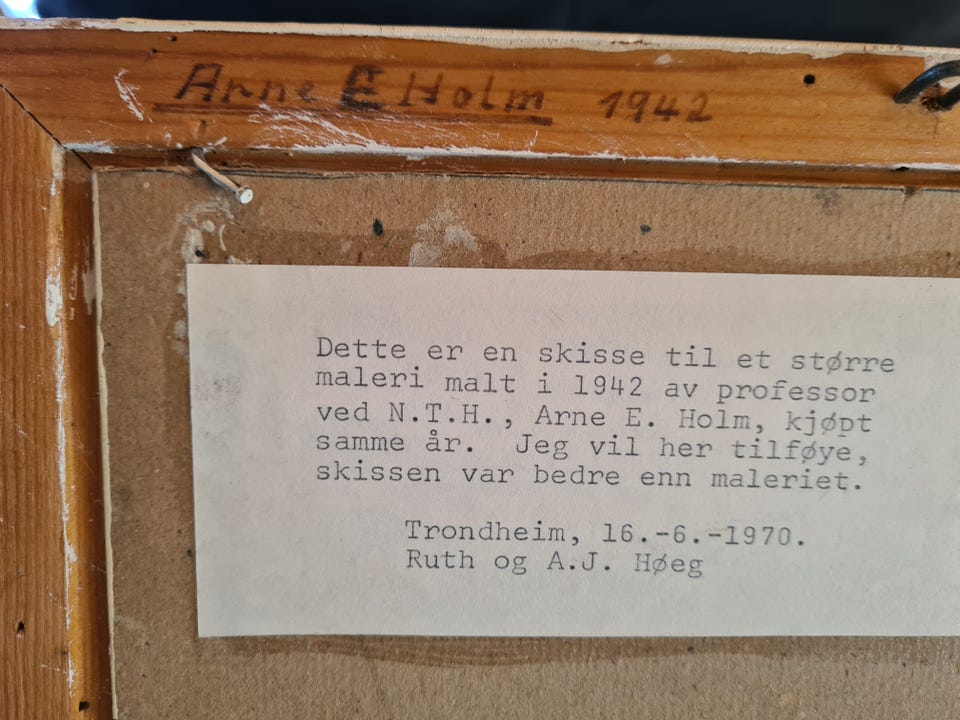 Arne E Holm 1942
Dette er en skisse til et større
maleri malt i 1942 av professor
ved N.T.H., Arne E. Holm, kjøpt
samme år. Jeg vil her tilføye,
skissen var bedre enn maleriet.
Trondheim, 16.-6.-1970.
Ruth og A.J. Høeg